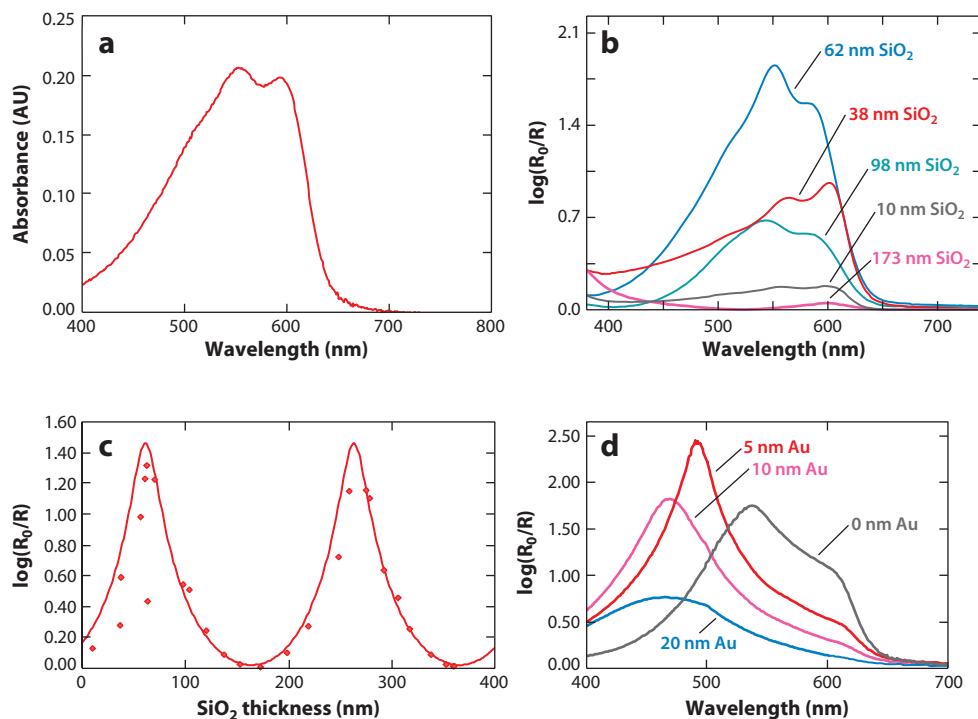 a
Absorbance (AU)
0.25
0.20
0.15
0.10
0.05
0.00
400 500 600 700 800
Wavelength (nm)
b
log(R₀/R)
2.1
1.4
0.7
0.0
62 nm SiO₂
38 nm SiO₂
98 nm SiO₂
10 nm SiO₂
173 nm SiO₂
400 500 600 700
Wavelength (nm)
c
log(R₀/R)
1.60
1.40
1.20
1.00
0.80
0.60
0.40
0.20
0.00
0 100 200 300 400
SiO₂ thickness (nm)
d
log(R₀/R)
2.50
2.00
1.50
1.00
0.50
0.00
5 nm Au
10 nm Au
0 nm Au
20 nm Au
400 500 600 700
Wavelength (nm)